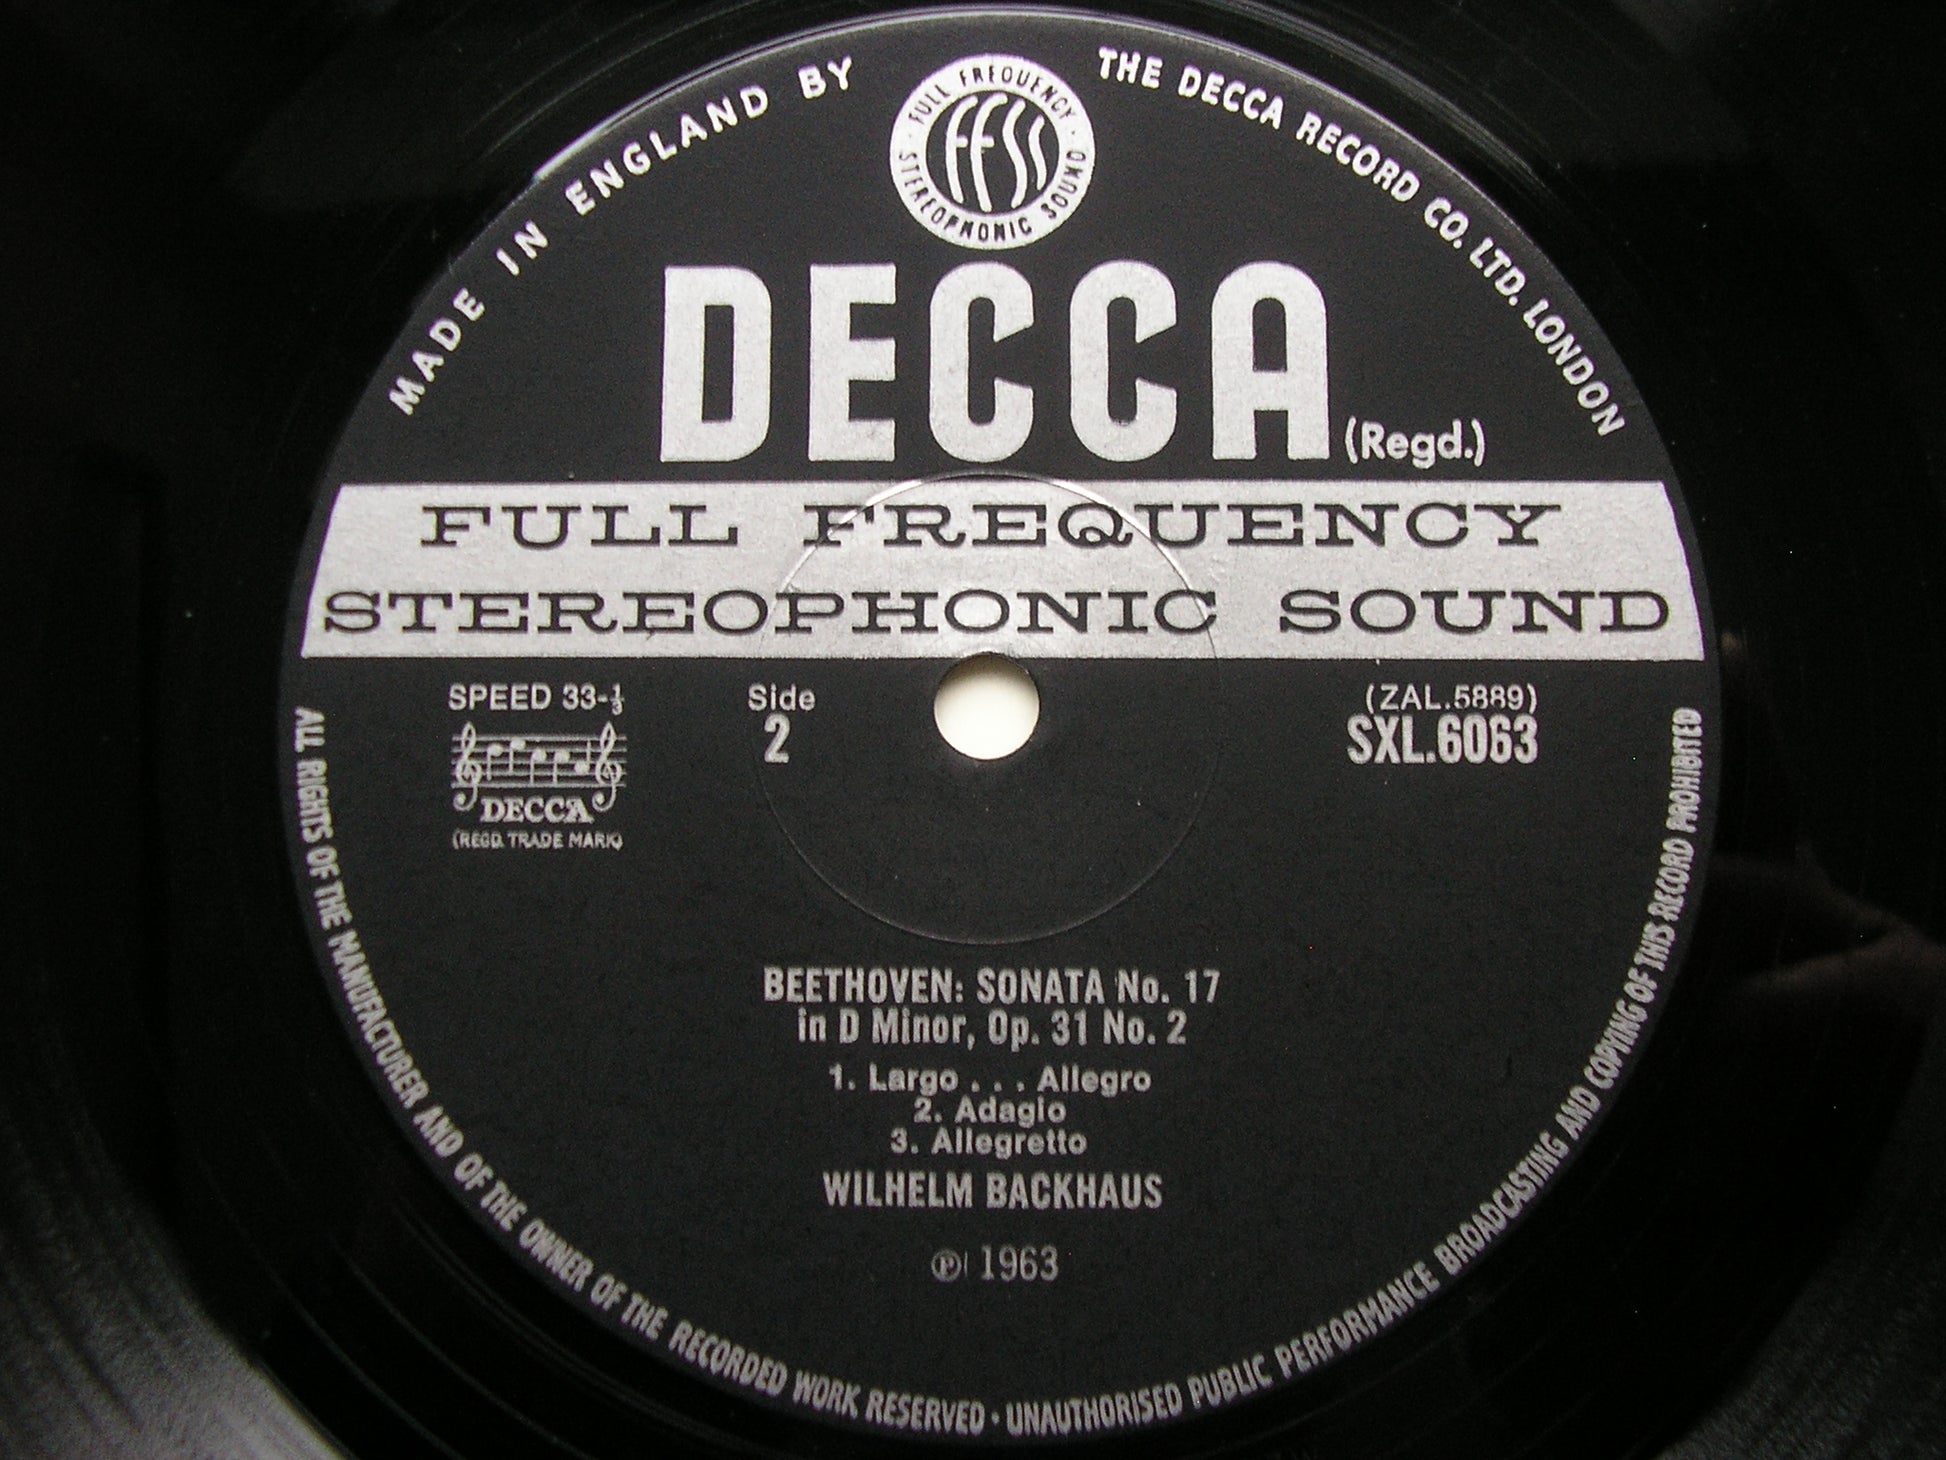 MADE IN ENGLAND BY
THE DECCA RECORD CO. LTD. LONDON
FULL FREQUENCY
ffss
STEREOPHONIC SOUND
DECCA
(Regd.)
FULL FREQUENCY
STEREOPHONIC SOUND
SPEED 33-⅓
Side
2
(ZAL.5889)
SXL.6063
DECCA
(REGD. TRADE MARK)
BEETHOVEN: SONATA No. 17
in D Minor, Op. 31 No. 2
1. Largo . . . Allegro
2. Adagio
3. Allegretto
WILHELM BACKHAUS
℗ 1963
ALL RIGHTS OF THE MANUFACTURER AND OF THE OWNER OF THE RECORDED WORK RESERVED · UNAUTHORISED PUBLIC PERFORMANCE BROADCASTING AND COPYING OF THIS RECORD PROHIBITED